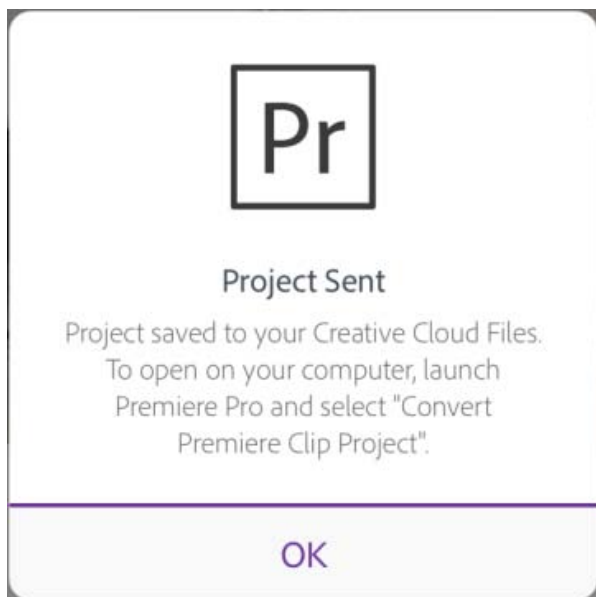 Pr
Project Sent
Project saved to your Creative Cloud Files.
To open on your computer, launch
Premiere Pro and select "Convert
Premiere Clip Project".
OK